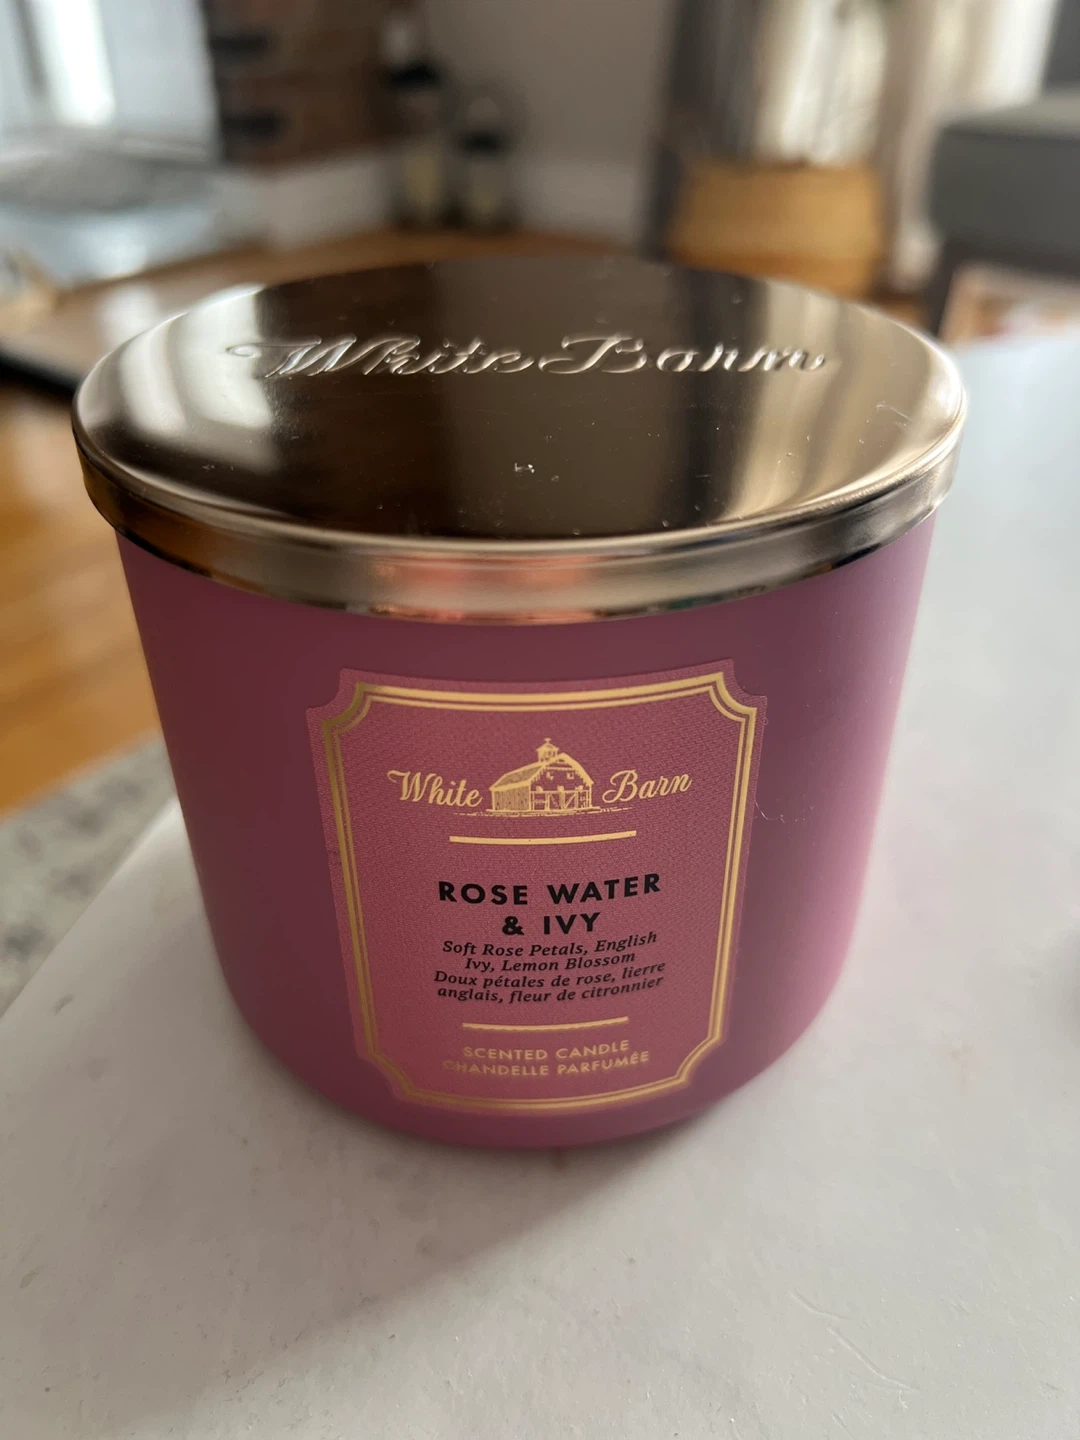 White Barn
White Barn
ROSE WATER
& IVY
Soft Rose Petals, English
Ivy, Lemon Blossom
Doux pétales de rose, lierre
anglais, fleur de citronnier
SCENTED CANDLE
CHANDELLE PARFUMÉE